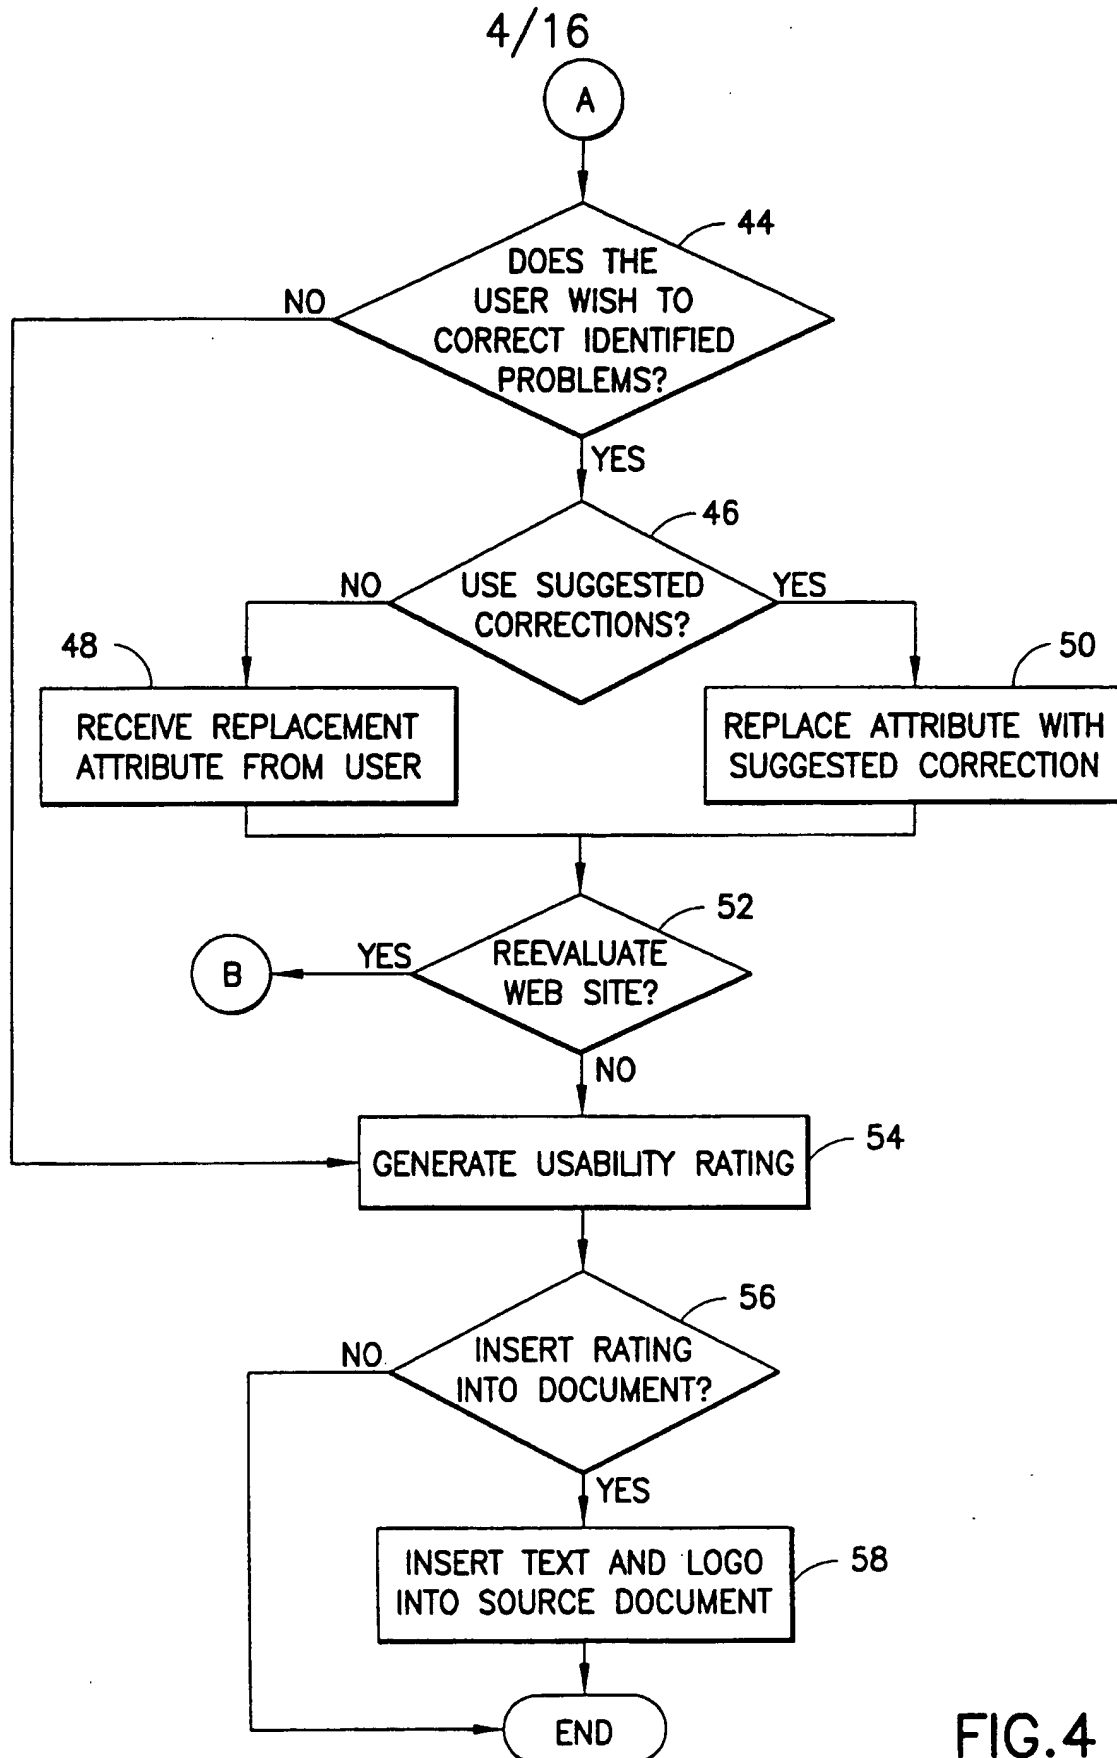 4/16
A
44
DOES THE
USER WISH TO
CORRECT IDENTIFIED
PROBLEMS?
NO
YES
46
USE SUGGESTED
CORRECTIONS?
NO
YES
48
RECEIVE REPLACEMENT
ATTRIBUTE FROM USER
50
REPLACE ATTRIBUTE WITH
SUGGESTED CORRECTION
52
REEVALUATE
WEB SITE?
YES
B
NO
54
GENERATE USABILITY RATING
56
INSERT RATING
INTO DOCUMENT?
NO
YES
58
INSERT TEXT AND LOGO
INTO SOURCE DOCUMENT
END
FIG.4